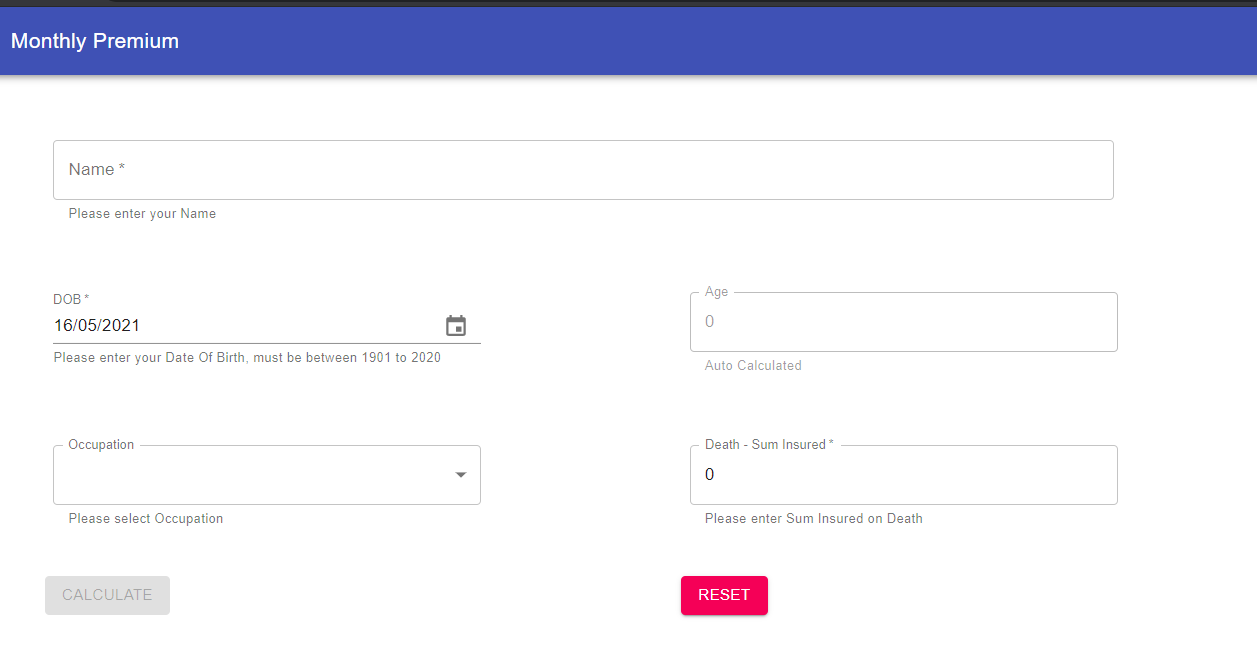 Monthly Premium
Name *
Please enter your Name
DOB *
16/05/2021
Please enter your Date Of Birth, must be between 1901 to 2020
Age
0
Auto Calculated
Occupation
Please select Occupation
Death - Sum Insured *
0
Please enter Sum Insured on Death
CALCULATE
RESET